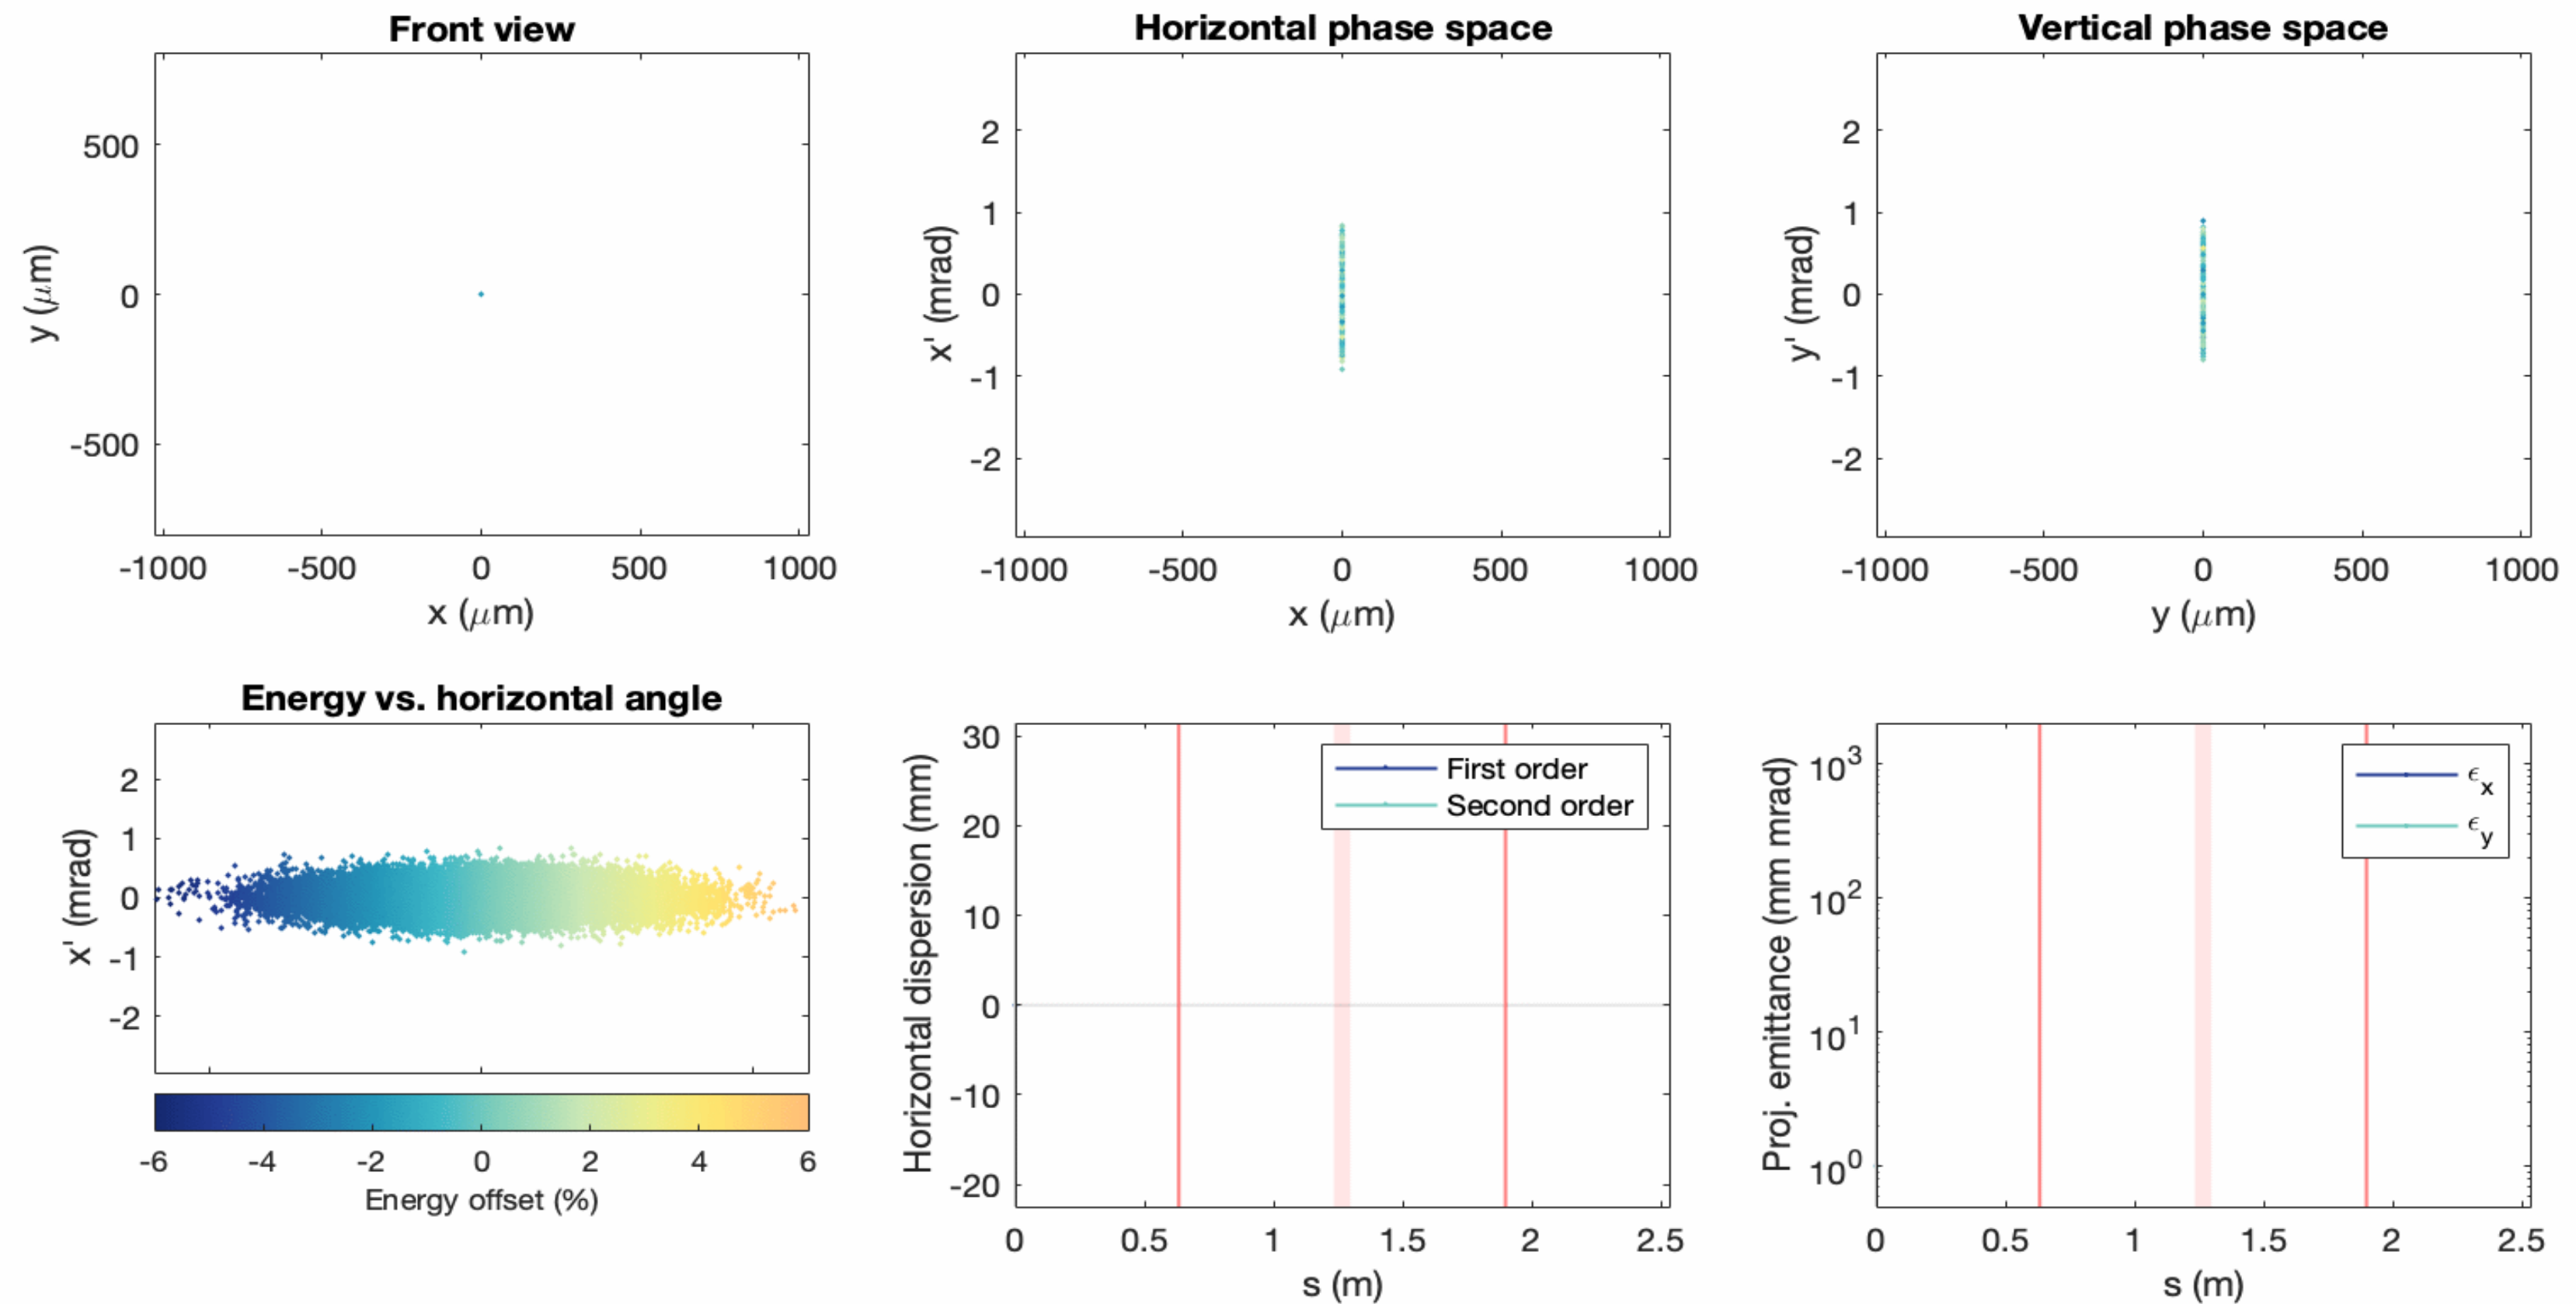 Front view
500
0
-500
y (μm)
-1000 -500 0 500 1000
x (μm)
Horizontal phase space
2
1
0
-1
-2
x' (mrad)
-1000 -500 0 500 1000
x (μm)
Vertical phase space
2
1
0
-1
-2
y' (mrad)
-1000 -500 0 500 1000
y (μm)
Energy vs. horizontal angle
2
1
0
-1
-2
x' (mrad)
-6 -4 -2 0 2 4 6
Energy offset (%)
30
20
10
0
-10
-20
Horizontal dispersion (mm)
First order
Second order
0 0.5 1 1.5 2 2.5
s (m)
10³
10²
10¹
10⁰
Proj. emittance (mm mrad)
ϵx
ϵy
0 0.5 1 1.5 2 2.5
s (m)